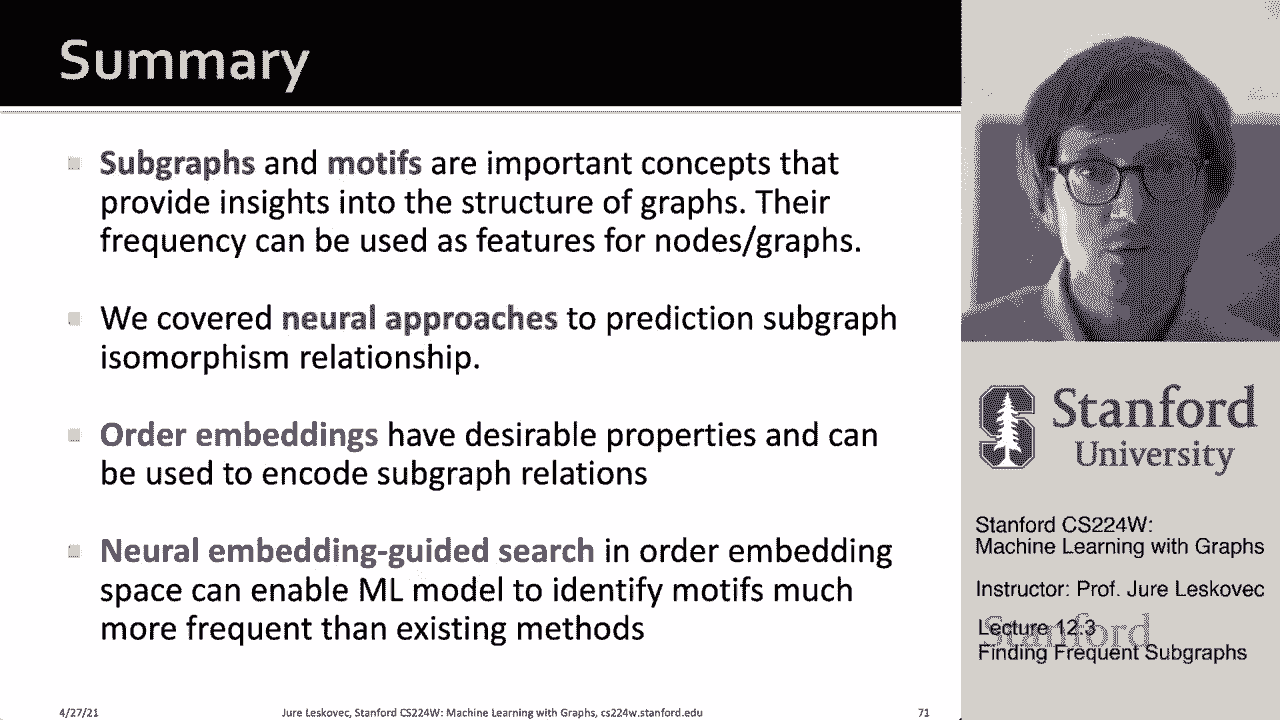 Summary
Subgraphs and motifs are important concepts that
provide insights into the structure of graphs. Their
frequency can be used as features for nodes/graphs.
We covered neural approaches to prediction subgraph
isomorphism relationship.
Order embeddings have desirable properties and can
be used to encode subgraph relations
Neural embedding-guided search in order embedding
space can enable ML model to identify motifs much
more frequent than existing methods
4/27/21
Jure Leskovec, Stanford CS224W: Machine Learning with Graphs, cs224w.stanford.edu
71
S
Stanford
University
Stanford CS224W:
Machine Learning with Graphs
Instructor: Prof. Jure Leskovec
Lecture 12.3
Stanford
Finding Frequent Subgraphs